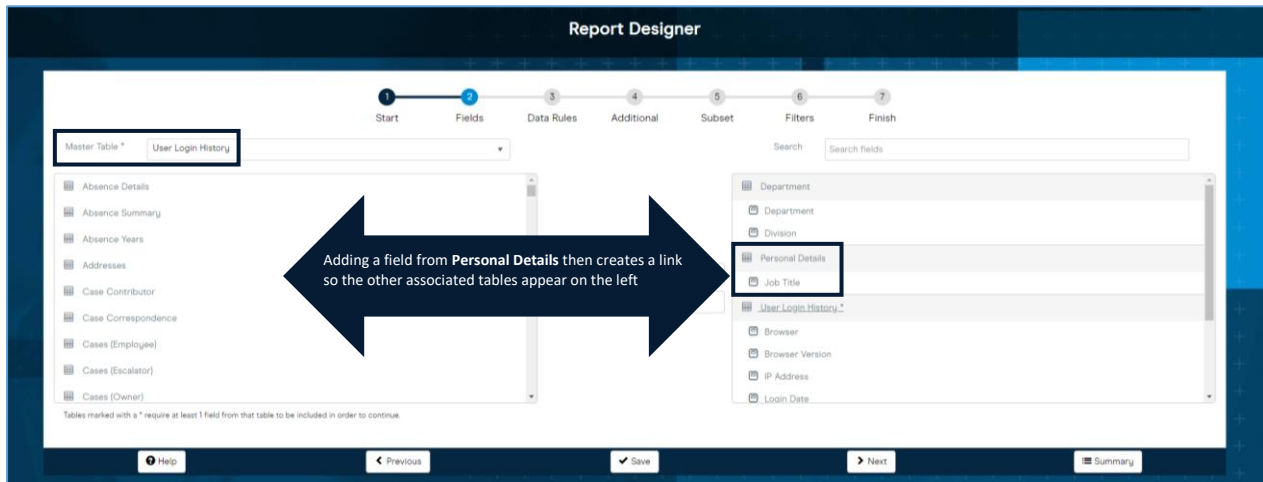 Report Designer
1 2 3 4 5 6 7
Start Fields Data Rules Additional Subset Filters Finish
Master Table * User Login History
Search Search fields
Absence Details
Absence Summary
Absence Years
Addresses
Case Contributor
Case Correspondence
Cases (Employee)
Cases (Escalator)
Cases (Owner)
Adding a field from Personal Details then creates a link
so the other associated tables appear on the left
Department
Department
Division
Personal Details
Job Title
User Login History *
Browser
Browser Version
IP Address
Login Date
Tables marked with a * require at least 1 field from that table to be included in order to continue.
Help Previous Save Next Summary